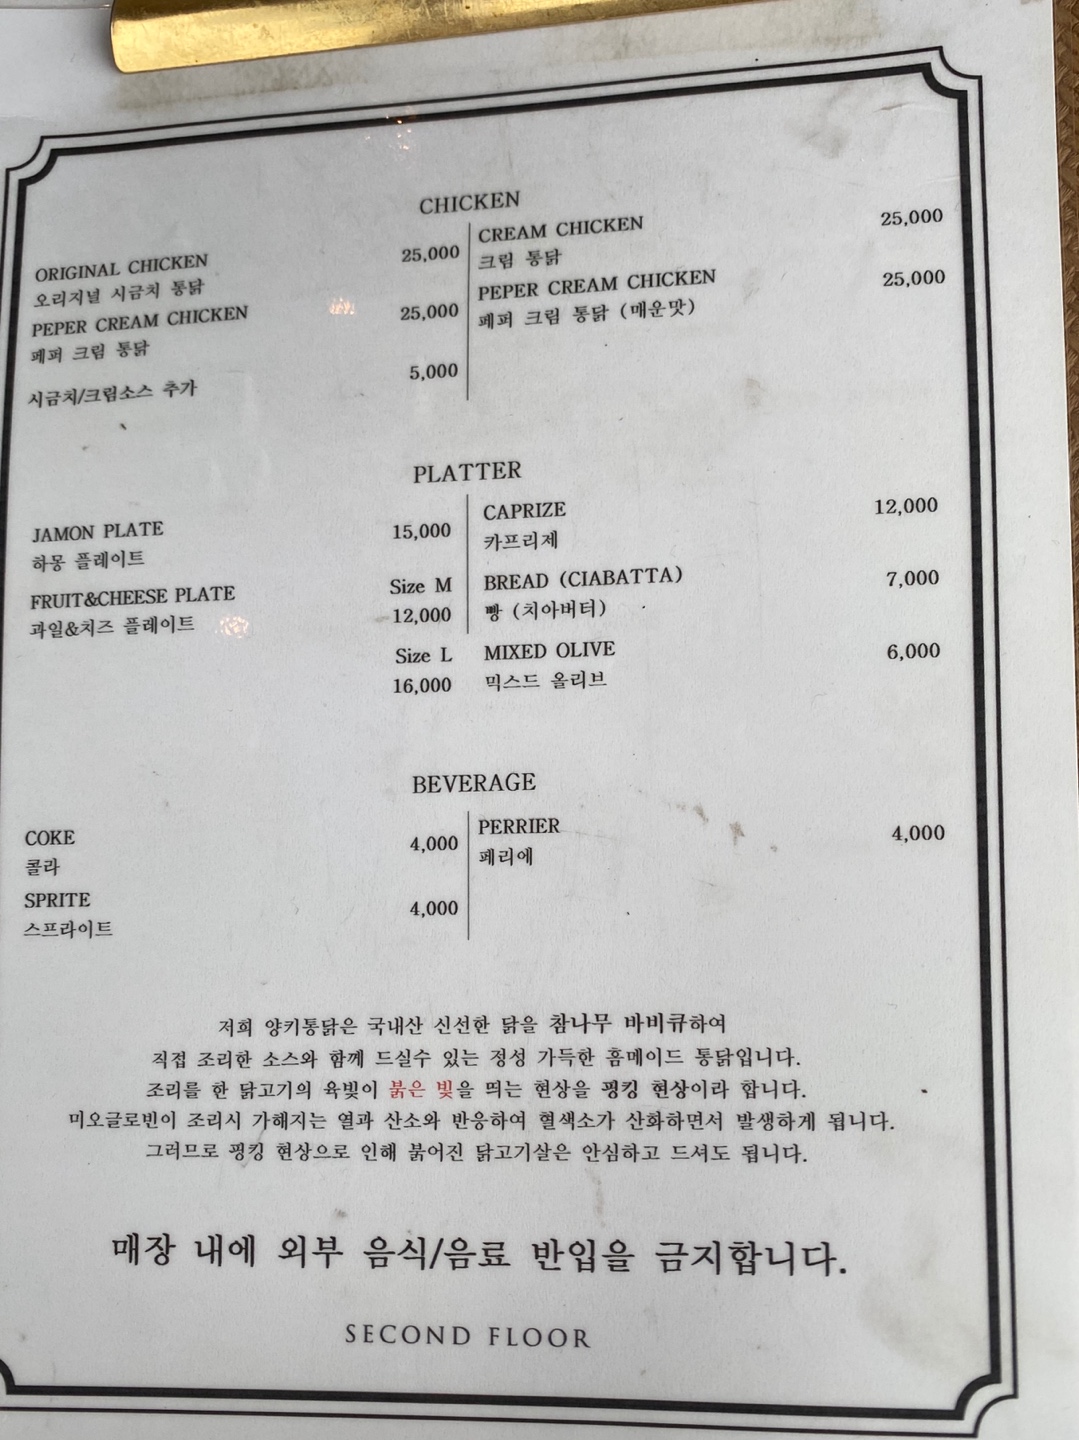 CHICKEN
ORIGINAL CHICKEN 25,000
오리지널 시금치 통닭
PEPER CREAM CHICKEN 25,000
페퍼 크림 통닭
시금치/크림소스 추가 5,000
CREAM CHICKEN 25,000
크림 통닭
PEPER CREAM CHICKEN 25,000
페퍼 크림 통닭 (매운맛)
PLATTER
JAMON PLATE 15,000
하몽 플레이트
FRUIT&CHEESE PLATE Size M
과일&치즈 플레이트 12,000
Size L
16,000
CAPRIZE 12,000
카프리제
BREAD (CIABATTA) 7,000
빵 (치아버터)
MIXED OLIVE 6,000
믹스드 올리브
BEVERAGE
COKE 4,000
콜라
SPRITE 4,000
스프라이트
PERRIER 4,000
페리에
저희 양키통닭은 국내산 신선한 닭을 참나무 바비큐하여
직접 조리한 소스와 함께 드실수 있는 정성 가득한 홈메이드 통닭입니다.
조리를 한 닭고기의 육빛이 붉은 빛을 띄는 현상을 핑킹 현상이라 합니다.
미오글로빈이 조리시 가해지는 열과 산소와 반응하여 혈색소가 산화하면서 발생하게 됩니다.
그러므로 핑킹 현상으로 인해 붉어진 닭고기살은 안심하고 드셔도 됩니다.
매장 내에 외부 음식/음료 반입을 금지합니다.
SECOND FLOOR